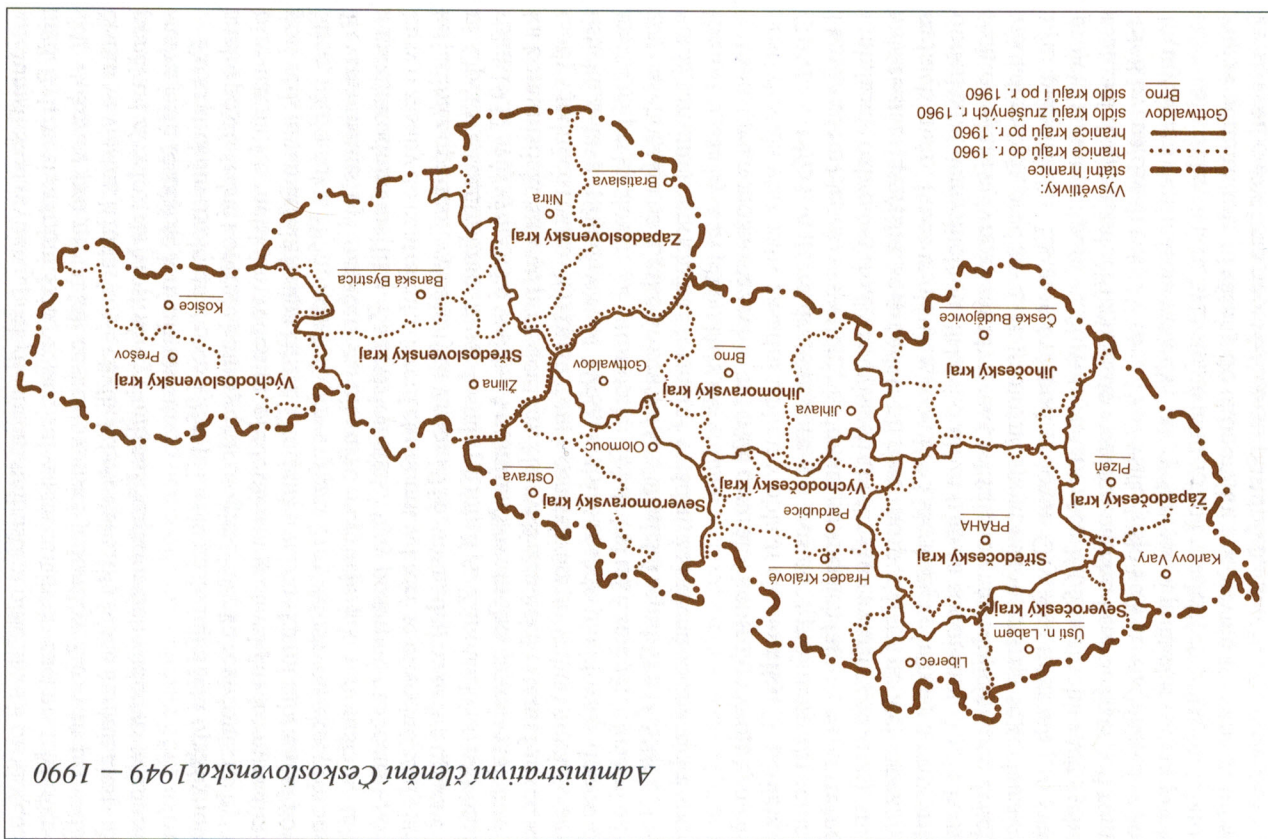 Administrativní členění Československa 1949 — 1990
Liberec
Ústí n. Labem
Severočeský kraj
Karlovy Vary
Hradec Králové
Středočeský kraj
PRAHA
Pardubice
Východočeský kraj
Západočeský kraj
Plzeň
Severomoravský kraj
Ostrava
Olomouc
Jihlava
Jihomoravský kraj
Brno
Gottwaldov
Jihočeský kraj
České Budějovice
Žilina
Středoslovenský kraj
Banská Bystrica
Východoslovenský kraj
Prešov
Košice
Západoslovenský kraj
Nitra
Bratislava
Vysvětlivky:
státní hranice
hranice krajů do r. 1960
hranice krajů po r. 1960
Gottwaldov sídlo krajů zrušených r. 1960
Brno sídlo krajů i po r. 1960